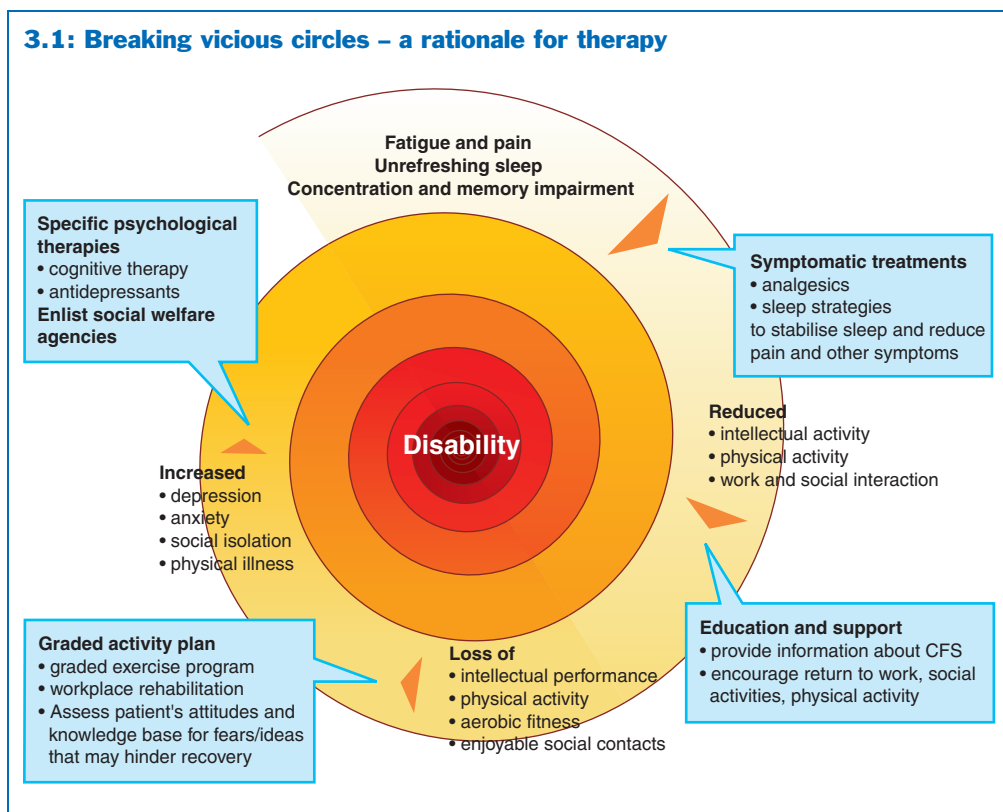 3.1: Breaking vicious circles – a rationale for therapy
Fatigue and pain
Unrefreshing sleep
Concentration and memory impairment
Specific psychological
therapies
• cognitive therapy
• antidepressants
Enlist social welfare
agencies
Symptomatic treatments
• analgesics
• sleep strategies
to stabilise sleep and reduce
pain and other symptoms
Disability
Reduced
• intellectual activity
• physical activity
• work and social interaction
Increased
• depression
• anxiety
• social isolation
• physical illness
Education and support
• provide information about CFS
• encourage return to work, social
activities, physical activity
Loss of
• intellectual performance
• physical activity
• aerobic fitness
• enjoyable social contacts
Graded activity plan
• graded exercise program
• workplace rehabilitation
• Assess patient's attitudes and
knowledge base for fears/ideas
that may hinder recovery